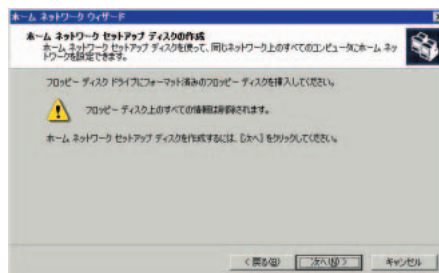 ホーム ネットワーク ウィザード
ホーム ネットワーク セットアップ ディスクの作成
ホーム ネットワーク セットアップ ディスクを使って、同じネットワーク上のすべてのコンピュータにホーム ネッ
トワークを設定できます。
フロッピー ディスク ドライブにフォーマット済みのフロッピー ディスクを挿入してください。
フロッピー ディスク上のすべての情報は削除されます。
ホーム ネットワーク セットアップ ディスクを作成するには、[次へ] をクリックしてください。
< 戻る(B) 次へ(N) > キャンセル